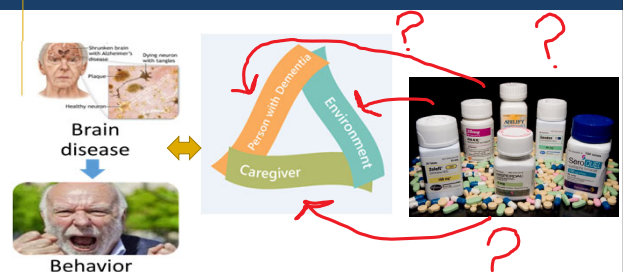 Shrunken brain
with Alzheimer's
disease
Dying neuron
with tangles
Plaque
Healthy neuron
Brain
disease
Behavior
Person with Dementia
Environment
Caregiver
?
?
?
ABILIFY